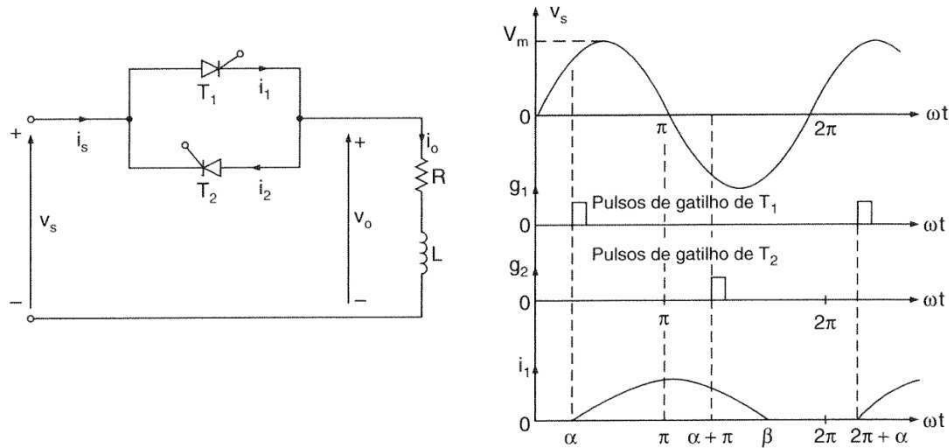 T₁
i₁
+
iₛ
T₂
i₂
+
iₒ
R
vₛ
vₒ
L
−
−
vₛ
Vₘ
0
π
2π
ωt
g₁
Pulsos de gatilho de T₁
0
ωt
g₂
Pulsos de gatilho de T₂
0
π
2π
ωt
i₁
0
α
π
α + π
β
2π
2π + α
ωt